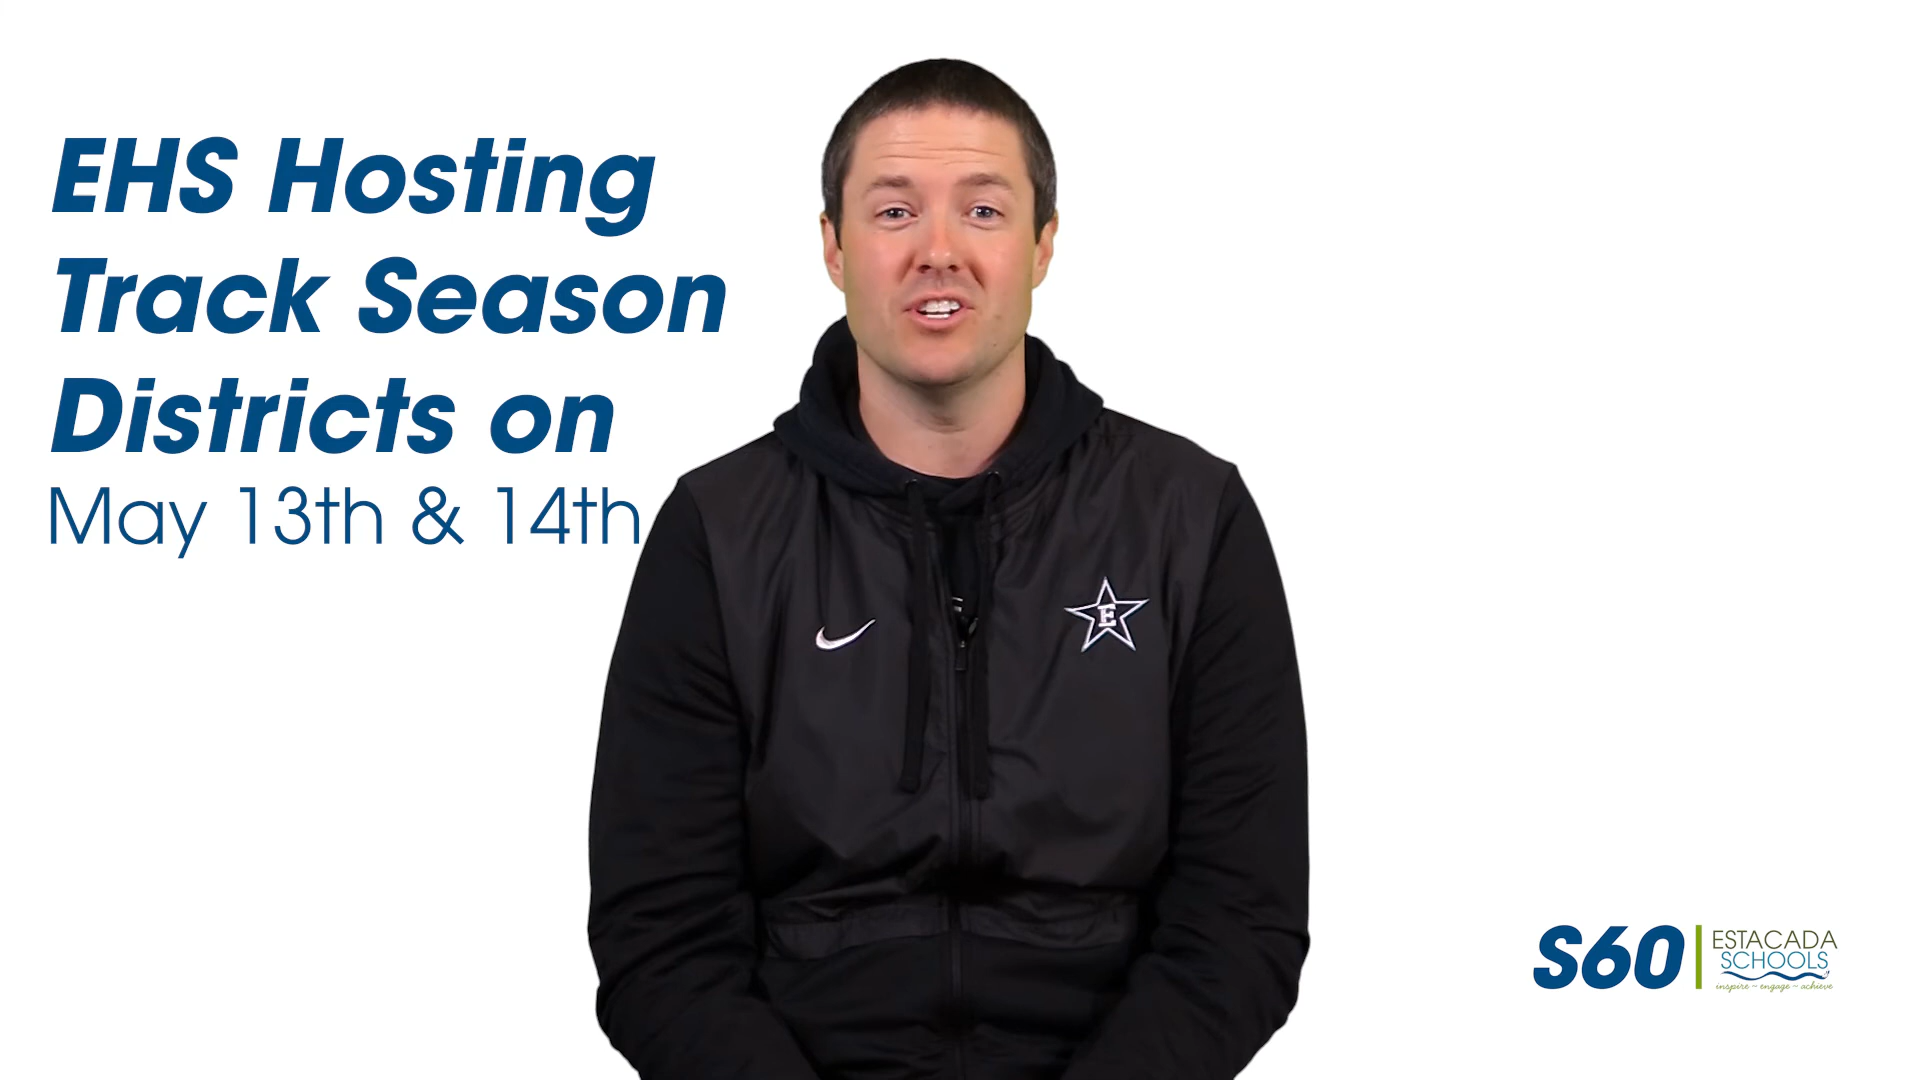 EHS Hosting
Track Season
Districts on
May 13th & 14th
E
S60
ESTACADA
SCHOOLS
inspire ~ engage ~ achieve